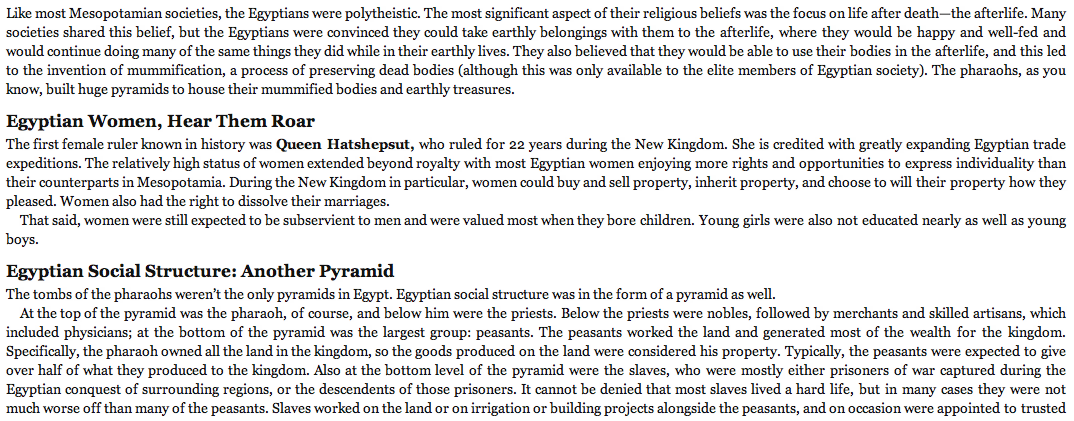 Like most Mesopotamian societies, the Egyptians were polytheistic. The most significant aspect of their religious beliefs was the focus on life after death—the afterlife. Many
societies shared this belief, but the Egyptians were convinced they could take earthly belongings with them to the afterlife, where they would be happy and well-fed and
would continue doing many of the same things they did while in their earthly lives. They also believed that they would be able to use their bodies in the afterlife, and this led
to the invention of mummification, a process of preserving dead bodies (although this was only available to the elite members of Egyptian society). The pharaohs, as you
know, built huge pyramids to house their mummified bodies and earthly treasures.
Egyptian Women, Hear Them Roar
The first female ruler known in history was Queen Hatshepsut, who ruled for 22 years during the New Kingdom. She is credited with greatly expanding Egyptian trade
expeditions. The relatively high status of women extended beyond royalty with most Egyptian women enjoying more rights and opportunities to express individuality than
their counterparts in Mesopotamia. During the New Kingdom in particular, women could buy and sell property, inherit property, and choose to will their property how they
pleased. Women also had the right to dissolve their marriages.
That said, women were still expected to be subservient to men and were valued most when they bore children. Young girls were also not educated nearly as well as young
boys.
Egyptian Social Structure: Another Pyramid
The tombs of the pharaohs weren't the only pyramids in Egypt. Egyptian social structure was in the form of a pyramid as well.
At the top of the pyramid was the pharaoh, of course, and below him were the priests. Below the priests were nobles, followed by merchants and skilled artisans, which
included physicians; at the bottom of the pyramid was the largest group: peasants. The peasants worked the land and generated most of the wealth for the kingdom.
Specifically, the pharaoh owned all the land in the kingdom, so the goods produced on the land were considered his property. Typically, the peasants were expected to give
over half of what they produced to the kingdom. Also at the bottom level of the pyramid were the slaves, who were mostly either prisoners of war captured during the
Egyptian conquest of surrounding regions, or the descendents of those prisoners. It cannot be denied that most slaves lived a hard life, but in many cases they were not
much worse off than many of the peasants. Slaves worked on the land or on irrigation or building projects alongside the peasants, and on occasion were appointed to trusted